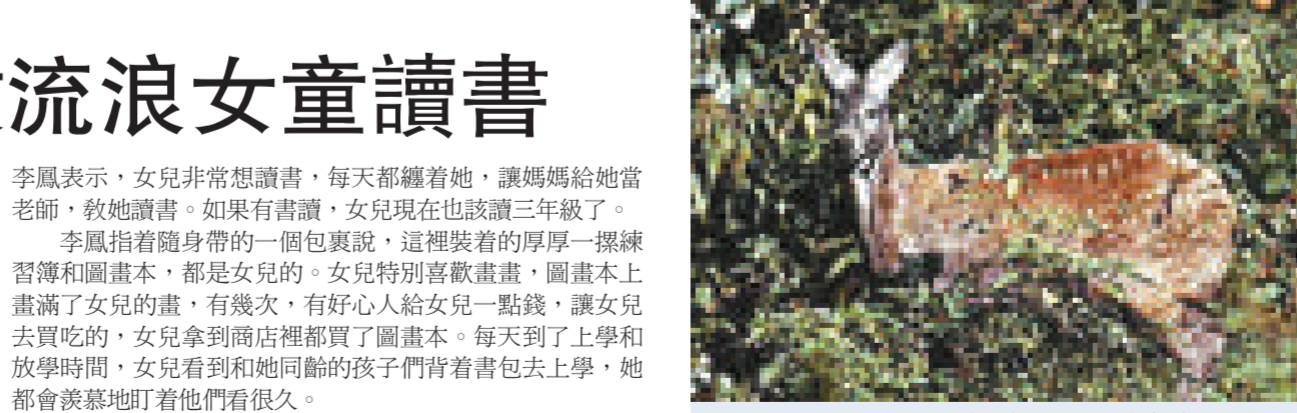 流浪女童讀書
李鳳表示,女兒非常想讀書,每天都纏着她,讓媽媽給她當
老師,教她讀書。如果有書讀,女兒現在也該讀三年級了。
李鳳指着隨身帶的一個包裹說,這裡裝着的厚厚一摞練
習簿和圖畫本,都是女兒的。女兒特別喜歡畫畫,圖畫本上
畫滿了女兒的畫,有幾次,有好心人給女兒一點錢,讓女兒
去買吃的,女兒拿到商店裡都買了圖畫本。每天到了上學和
放學時間,女兒看到和她同齡的孩子們背着書包去上學,她
都會羨慕地盯着他們看很久。